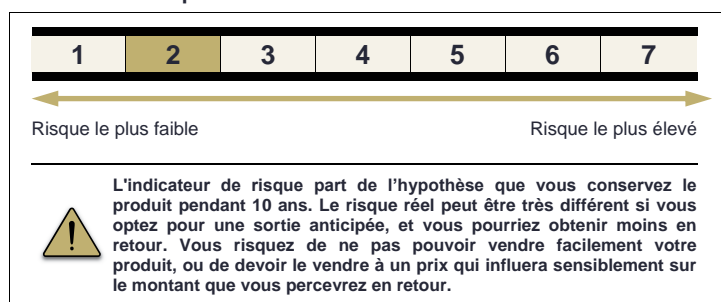 1 2 3 4 5 6 7
Risque le plus faible Risque le plus élevé
L'indicateur de risque part de l’hypothèse que vous conservez le
produit pendant 10 ans. Le risque réel peut être très différent si vous
optez pour une sortie anticipée, et vous pourriez obtenir moins en
retour. Vous risquez de ne pas pouvoir vendre facilement votre
produit, ou de devoir le vendre à un prix qui influera sensiblement sur
le montant que vous percevrez en retour.